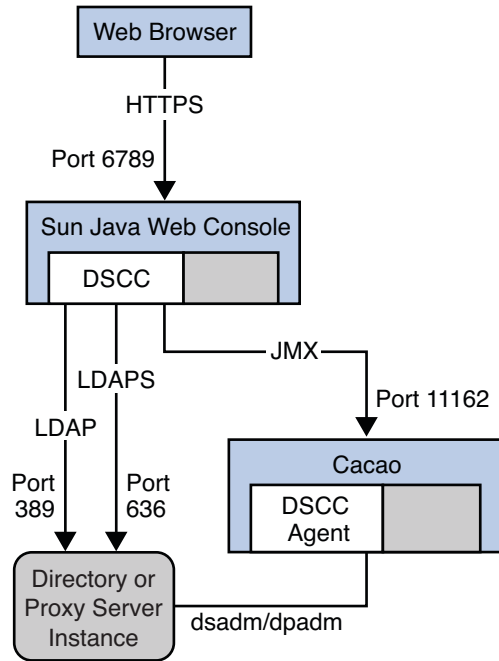 Web Browser
HTTPS
Port 6789
Sun Java Web Console
DSCC
JMX
LDAPS
Port 11162
LDAP
Cacao
Port
389
Port
636
DSCC
Agent
Directory or
Proxy Server
Instance
dsadm/dpadm